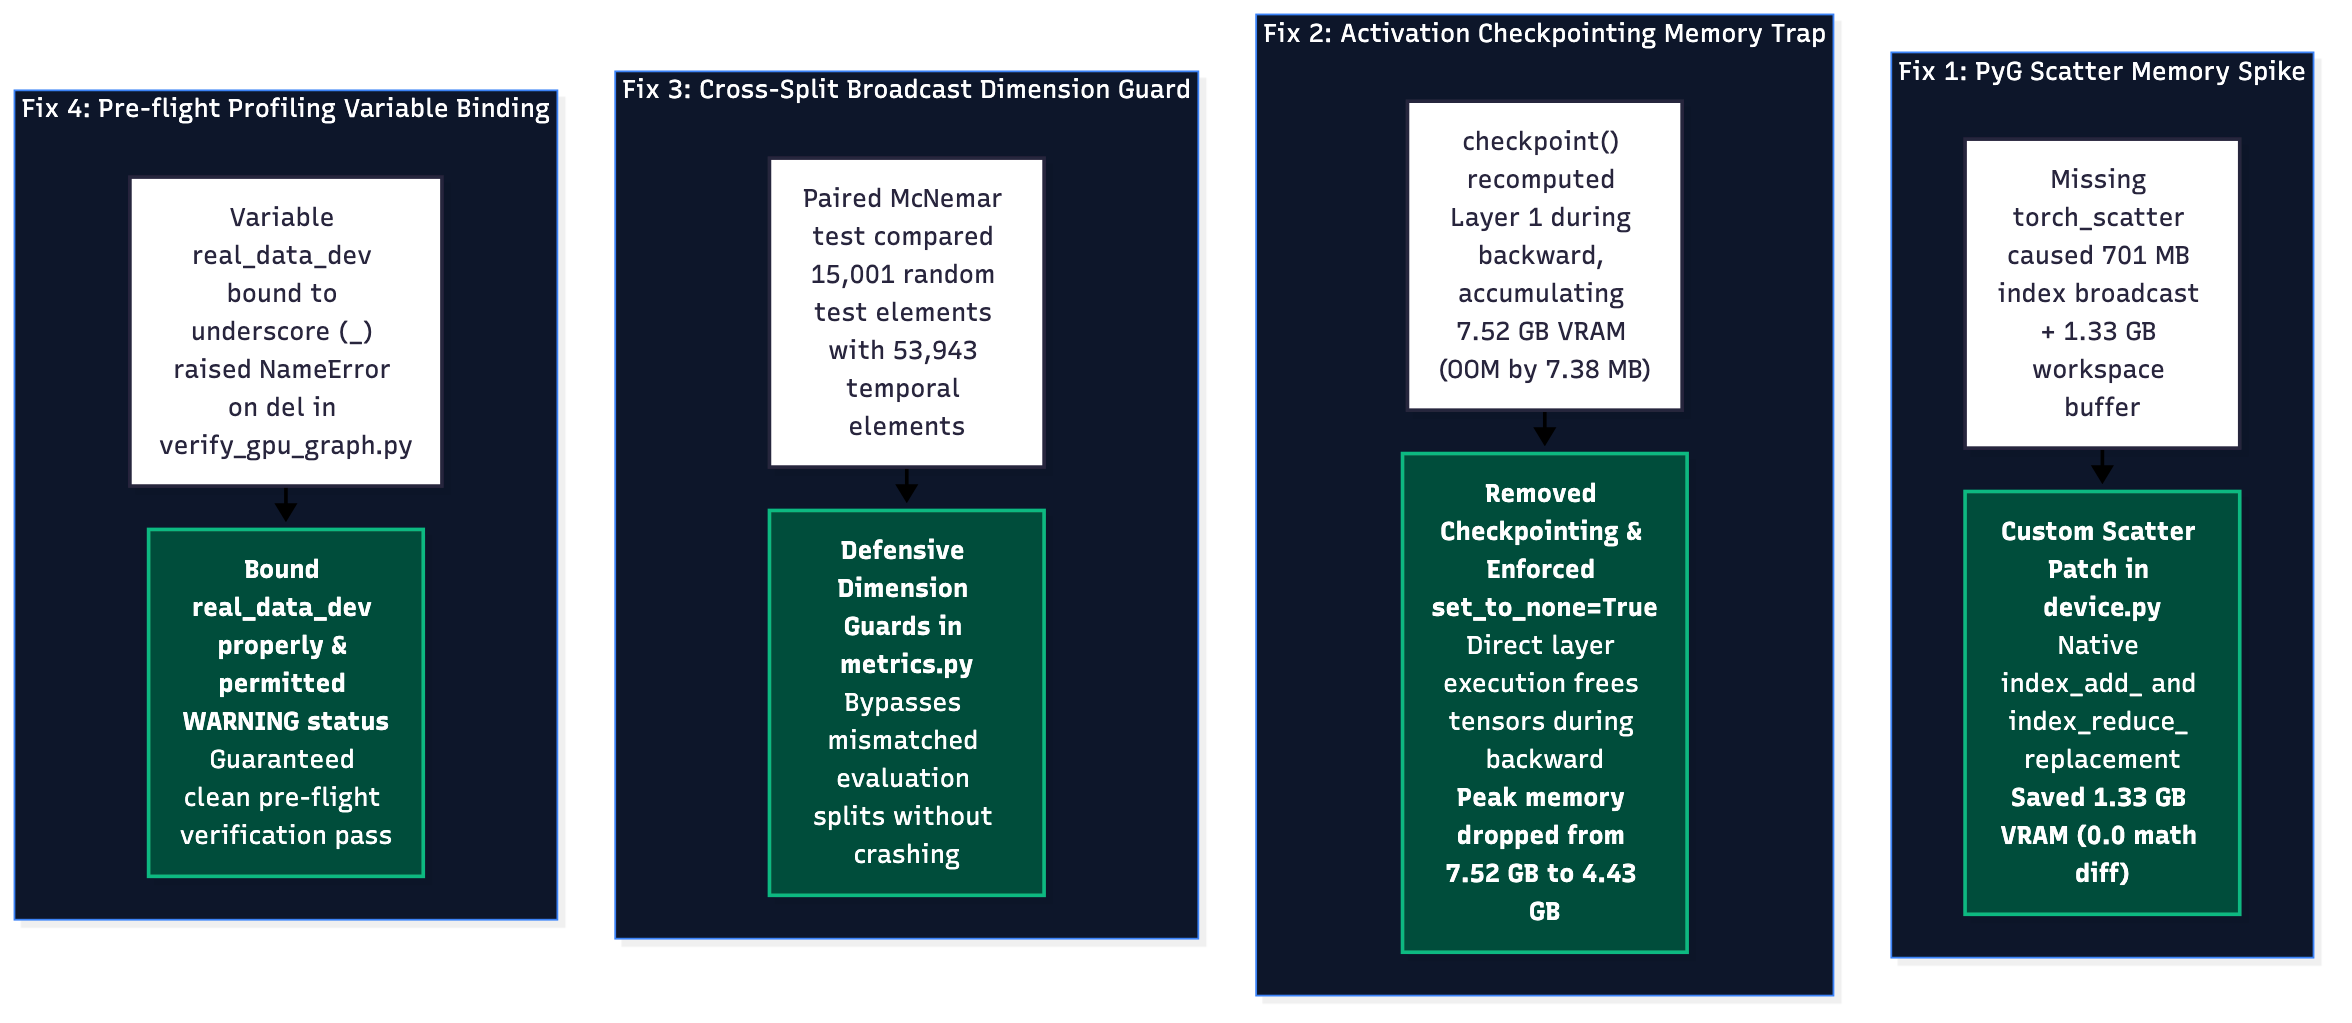 Fix 4: Pre-flight Profiling Variable Binding
Variable
real_data_dev
bound to
underscore (_)
raised NameError
on del in
verify_gpu_graph.py
Bound
real_data_dev
properly &
permitted
WARNING status
Guaranteed
clean pre-flight
verification pass
Fix 3: Cross-Split Broadcast Dimension Guard
Paired McNemar
test compared
15,001 random
test elements
with 53,943
temporal
elements
Defensive
Dimension
Guards in
metrics.py
Bypasses
mismatched
evaluation
splits without
crashing
Fix 2: Activation Checkpointing Memory Trap
checkpoint()
recomputed
Layer 1 during
backward,
accumulating
7.52 GB VRAM
(OOM by 7.38 MB)
Removed
Checkpointing &
Enforced
set_to_none=True
Direct layer
execution frees
tensors during
backward
Peak memory
dropped from
7.52 GB to 4.43
GB
Fix 1: PyG Scatter Memory Spike
Missing
torch_scatter
caused 701 MB
index broadcast
+ 1.33 GB
workspace
buffer
Custom Scatter
Patch in
device.py
Native
index_add_ and
index_reduce_
replacement
Saved 1.33 GB
VRAM (0.0 math
diff)